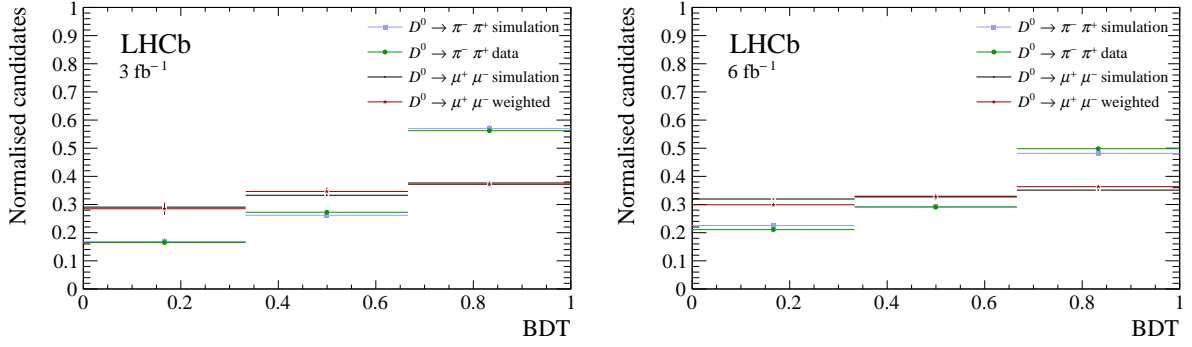 Normalised candidates
1
0.9
0.8
0.7
0.6
0.5
0.4
0.3
0.2
0.1
0
LHCb
3 fb⁻¹
D⁰ → π⁻ π⁺ simulation
D⁰ → π⁻ π⁺ data
D⁰ → μ⁺ μ⁻ simulation
D⁰ → μ⁺ μ⁻ weighted
0 0.2 0.4 0.6 0.8 1
BDT
Normalised candidates
1
0.9
0.8
0.7
0.6
0.5
0.4
0.3
0.2
0.1
0
LHCb
6 fb⁻¹
D⁰ → π⁻ π⁺ simulation
D⁰ → π⁻ π⁺ data
D⁰ → μ⁺ μ⁻ simulation
D⁰ → μ⁺ μ⁻ weighted
0 0.2 0.4 0.6 0.8 1
BDT